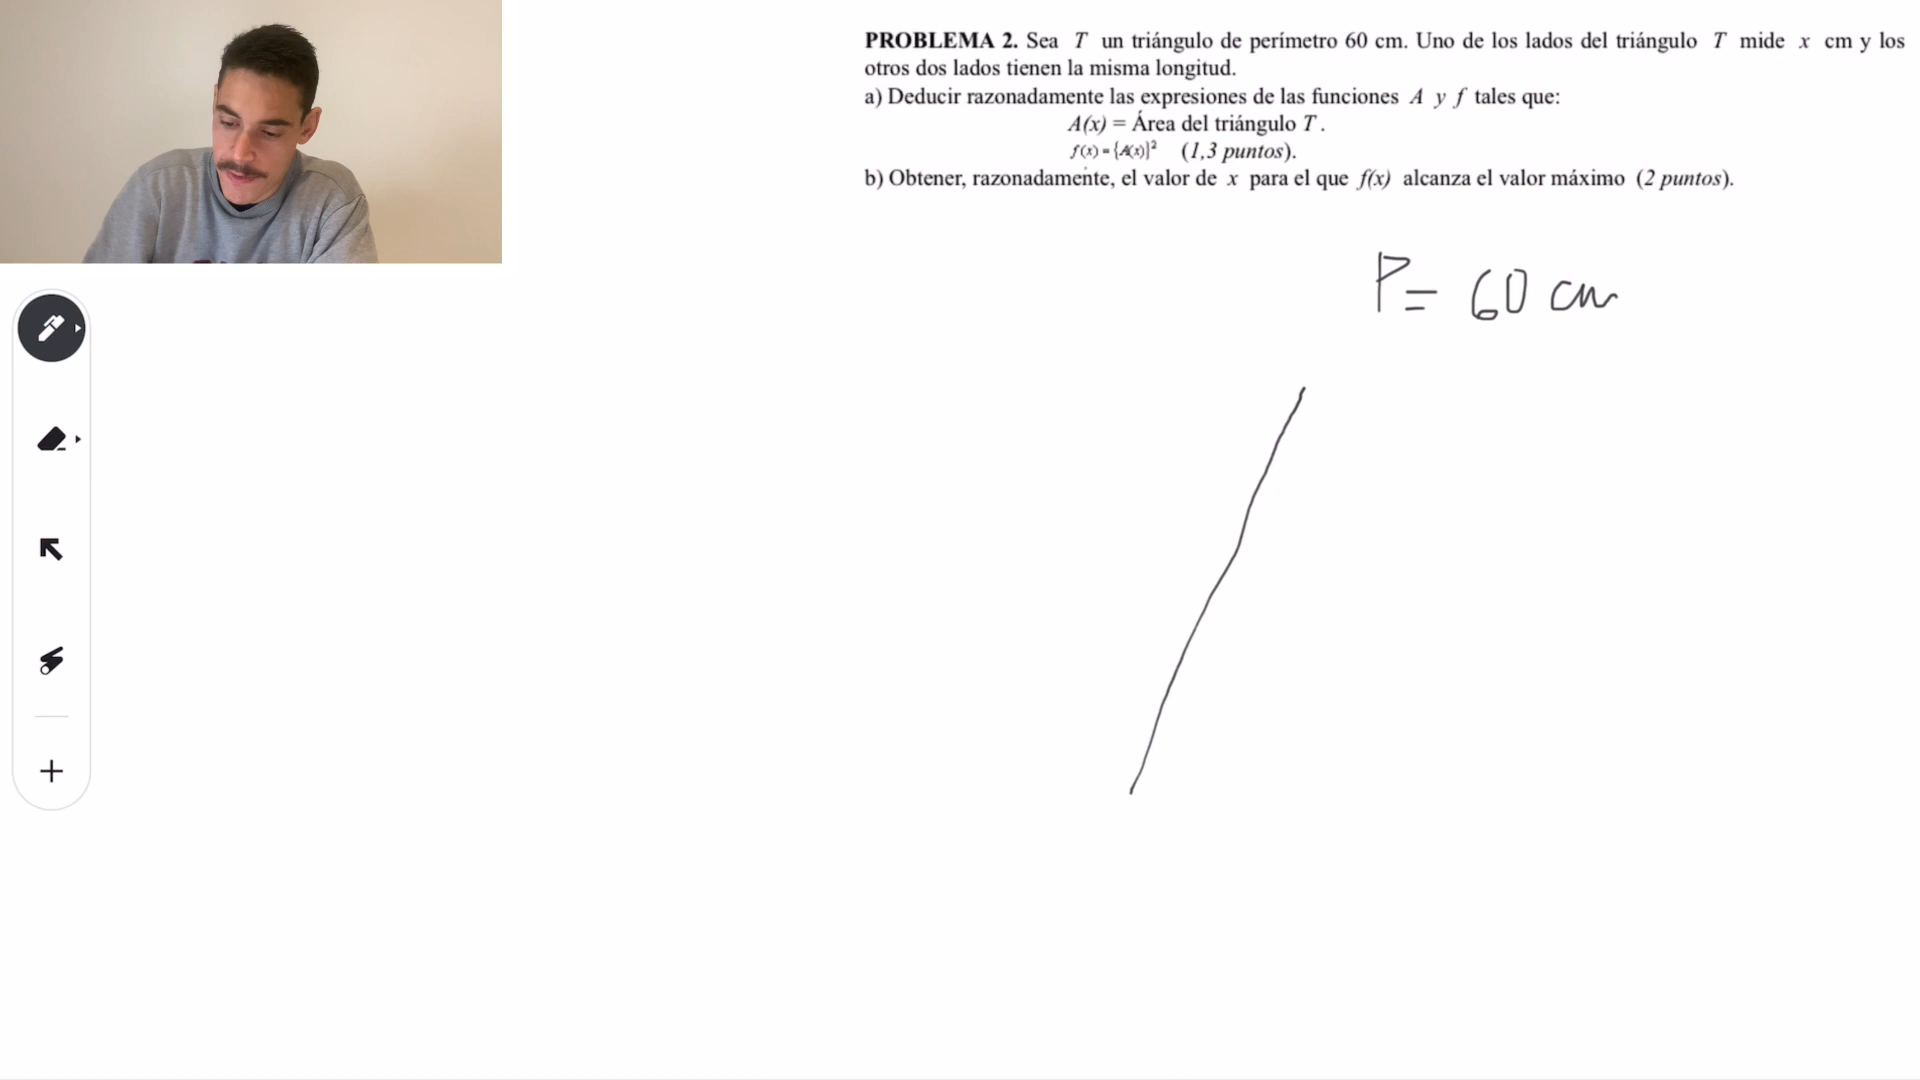 PROBLEMA 2. Sea T un triángulo de perímetro 60 cm. Uno de los lados del triángulo T mide x cm y los
otros dos lados tienen la misma longitud.
a) Deducir razonadamente las expresiones de las funciones A y f tales que:
A(x) = Área del triángulo T.
f(x) = {A(x)}² (1,3 puntos).
b) Obtener, razonadamente, el valor de x para el que f(x) alcanza el valor máximo (2 puntos).
P = 60 cm